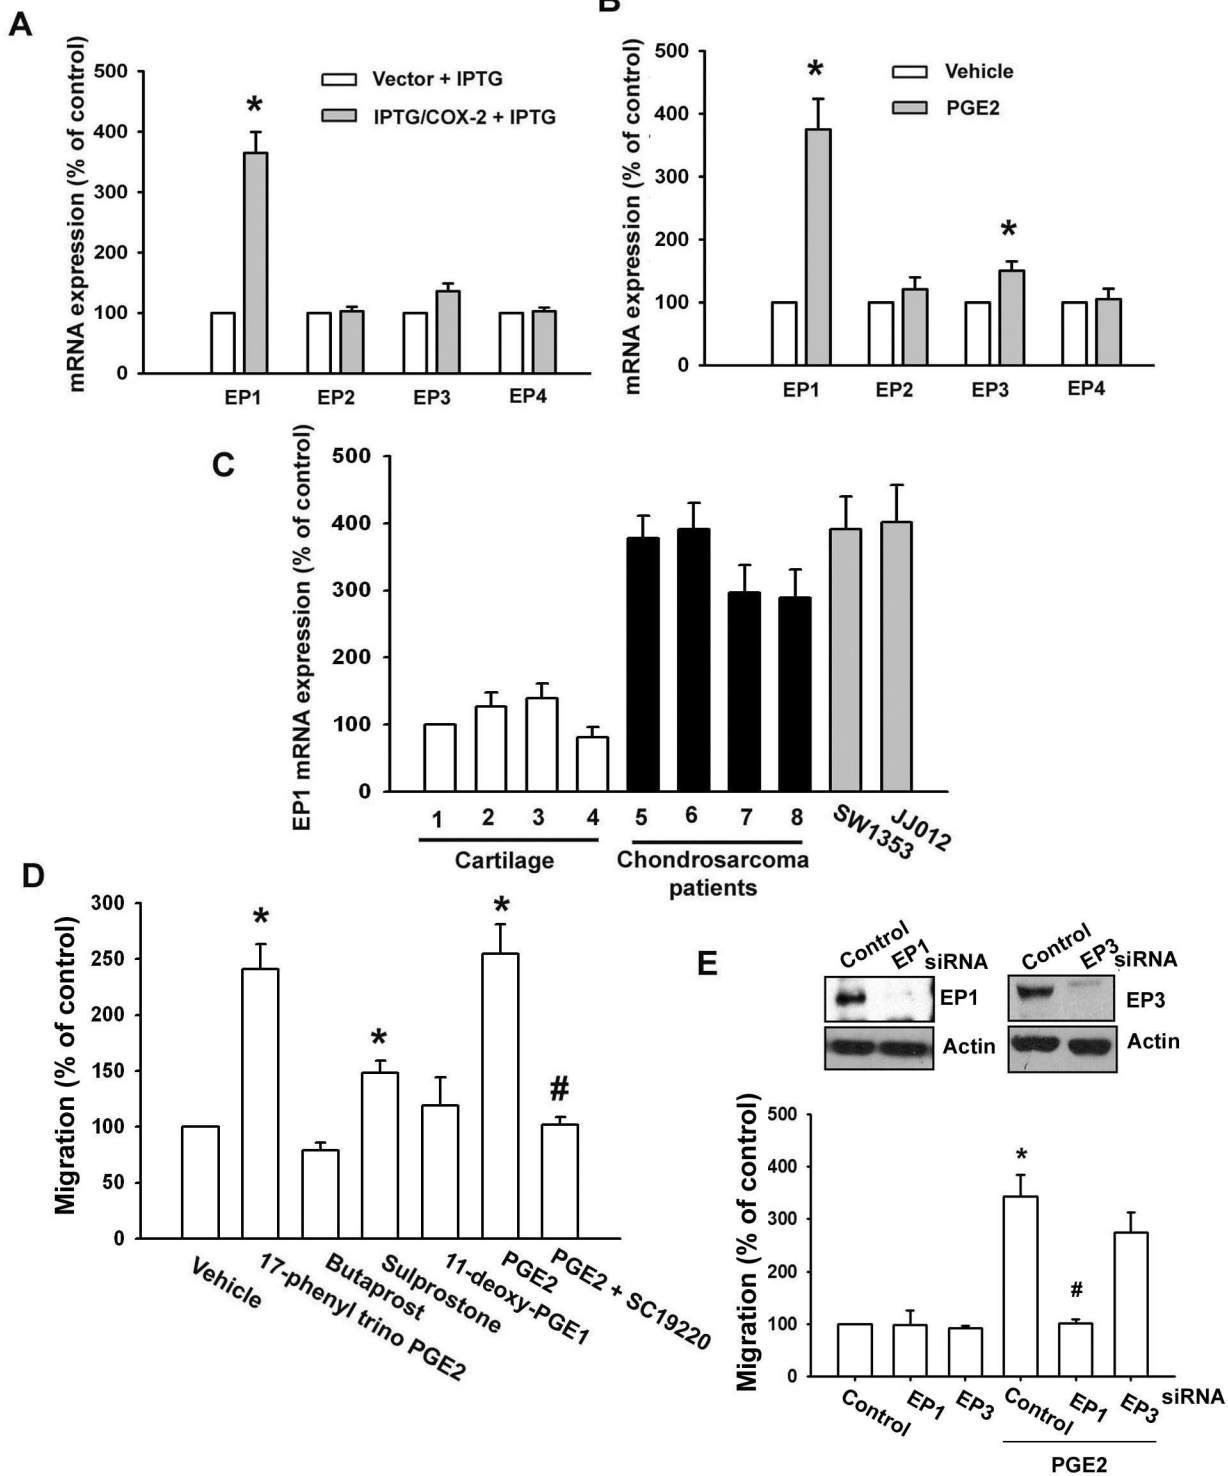 A
mRNA expression (% of control)
500
400
300
200
100
0
*
Vector + IPTG
IPTG/COX-2 + IPTG
EP1
EP2
EP3
EP4
B
mRNA expression (% of control)
500
400
300
200
100
0
*
*
Vehicle
PGE2
EP1
EP2
EP3
EP4
C
EP1 mRNA expression (% of control)
500
400
300
200
100
0
1
2
3
4
5
6
7
8
SW1353
JJ012
Cartilage
Chondrosarcoma
patients
D
Migration (% of control)
300
250
200
150
100
50
0
*
*
*
#
Vehicle
17-phenyl trino PGE2
Butaprost
Sulprostone
11-deoxy-PGE1
PGE2
PGE2 + SC19220
E
Control
EP1
siRNA
EP1
Actin
Control
EP3
siRNA
EP3
Actin
Migration (% of control)
500
400
300
200
100
0
*
#
Control
EP1
EP3
Control
EP1
EP3
siRNA
PGE2